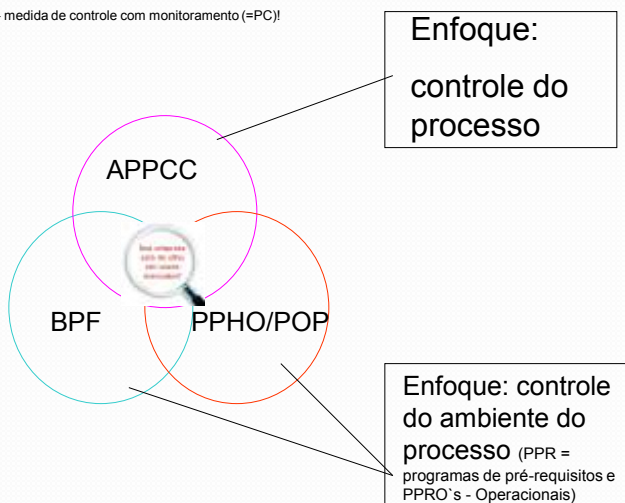 medida de controle com monitoramento (=PC)!
Enfoque:
controle do
processo
APPCC
BPF
PPHO/POP
Enfoque: controle
do ambiente do
processo (PPR =
programas de pré-requisitos e
PPRO`s - Operacionais)